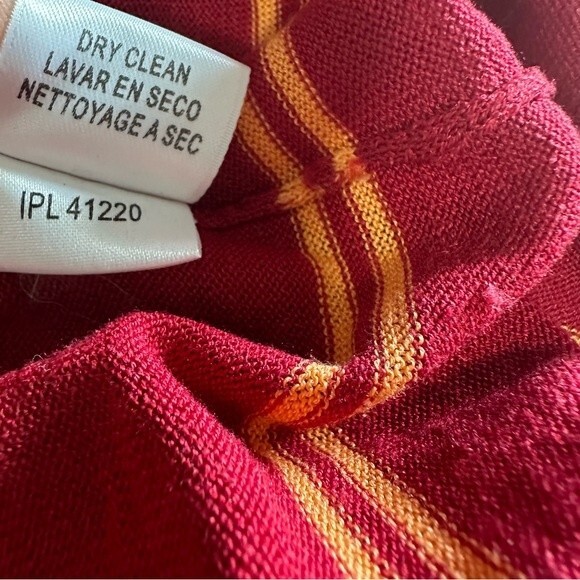 DRY CLEAN
LAVAR EN SECO
NETTOYAGE A SEC
IPL 41220